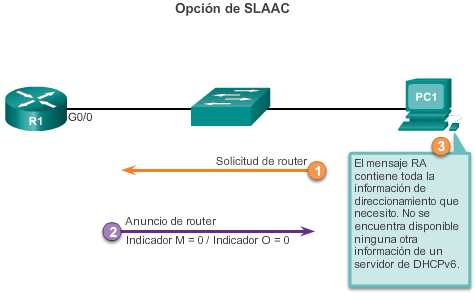 Opción de SLAAC
R1
G0/0
PC1
3
Solicitud de router
1
El mensaje RA
contiene toda la
información de
direccionamiento que
necesito. No se
encuentra disponible
ninguna otra
información de un
servidor de DHCPv6.
2
Anuncio de router
Indicador M = 0 / Indicador O = 0